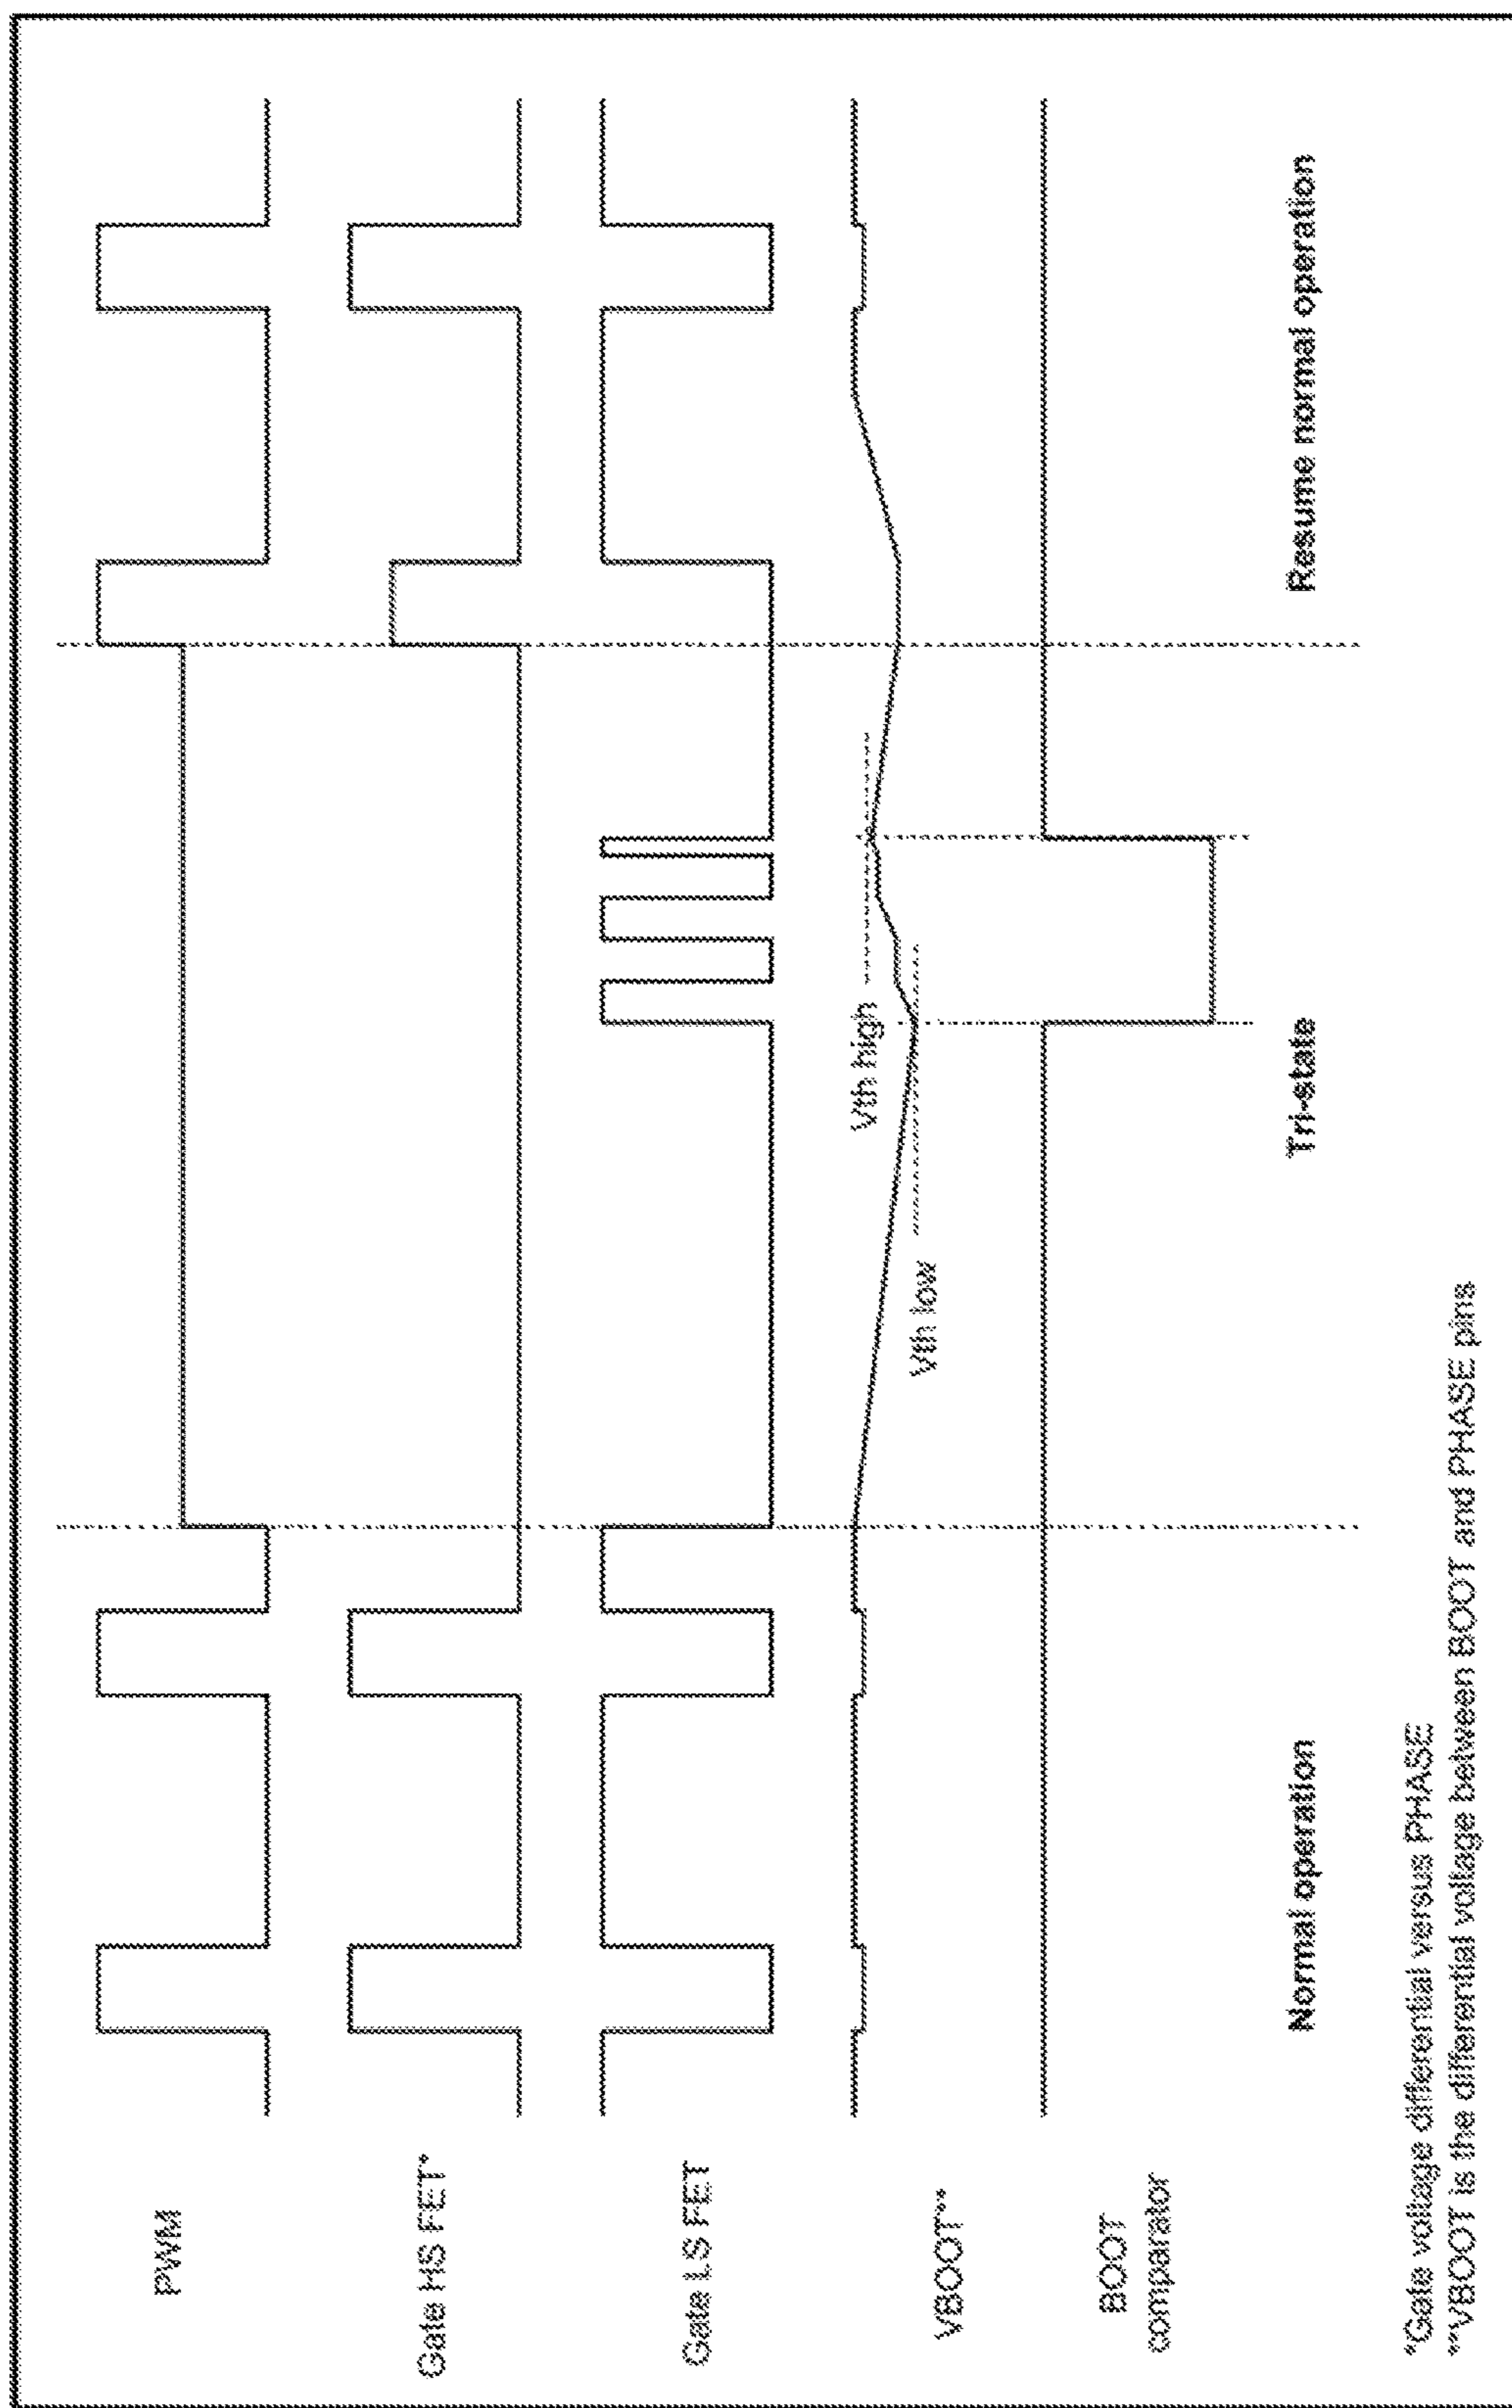 PWM
Gate HS FET*
Gate LS FET
Vth high
Vth low
VBOOT**
BOOT
comparator
Normal operation
Tri-state
Resume normal operation
*Gate voltage differential versus PHASE
**VBOOT is the differential voltage between BOOT and PHASE pins